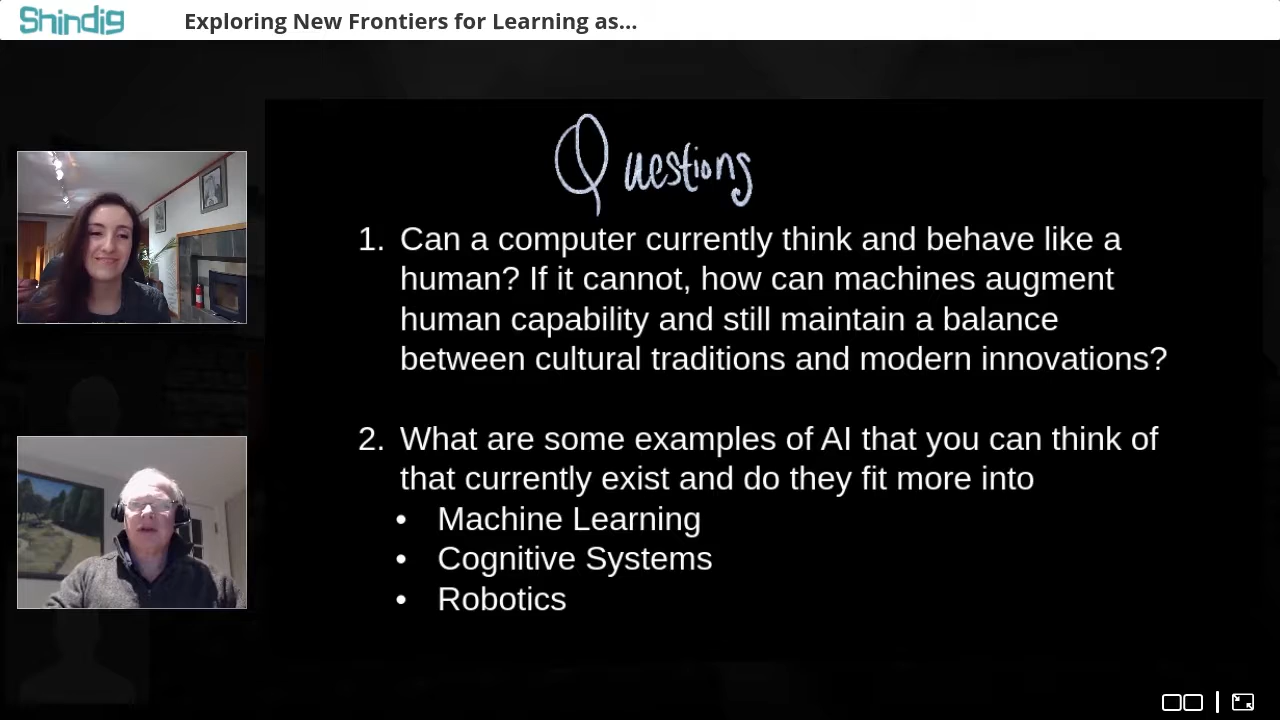 Shindig
Exploring New Frontiers for Learning as...
Questions
1. Can a computer currently think and behave like a
human? If it cannot, how can machines augment
human capability and still maintain a balance
between cultural traditions and modern innovations?
2. What are some examples of AI that you can think of
that currently exist and do they fit more into
• Machine Learning
• Cognitive Systems
• Robotics